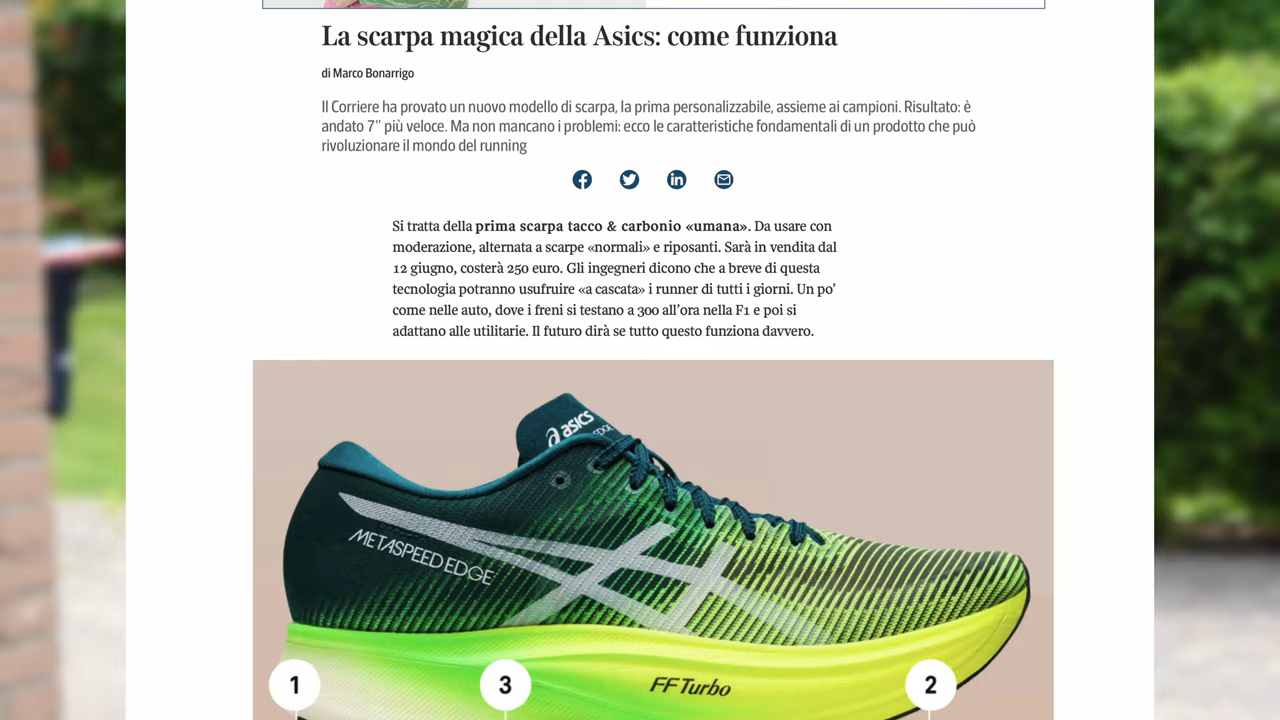 La scarpa magica della Asics: come funziona
di Marco Bonarrigo
Il Corriere ha provato un nuovo modello di scarpa, la prima personalizzabile, assieme ai campioni. Risultato: è
andato 7’’ più veloce. Ma non mancano i problemi: ecco le caratteristiche fondamentali di un prodotto che può
rivoluzionare il mondo del running
Si tratta della prima scarpa tacco & carbonio «umana». Da usare con
moderazione, alternata a scarpe «normali» e riposanti. Sarà in vendita dal
12 giugno, costerà 250 euro. Gli ingegneri dicono che a breve di questa
tecnologia potranno usufruire «a cascata» i runner di tutti i giorni. Un po’
come nelle auto, dove i freni si testano a 300 all’ora nella F1 e poi si
adattano alle utilitarie. Il futuro dirà se tutto questo funziona davvero.
asics
METASPEED EDGE
FF Turbo
1
3
2